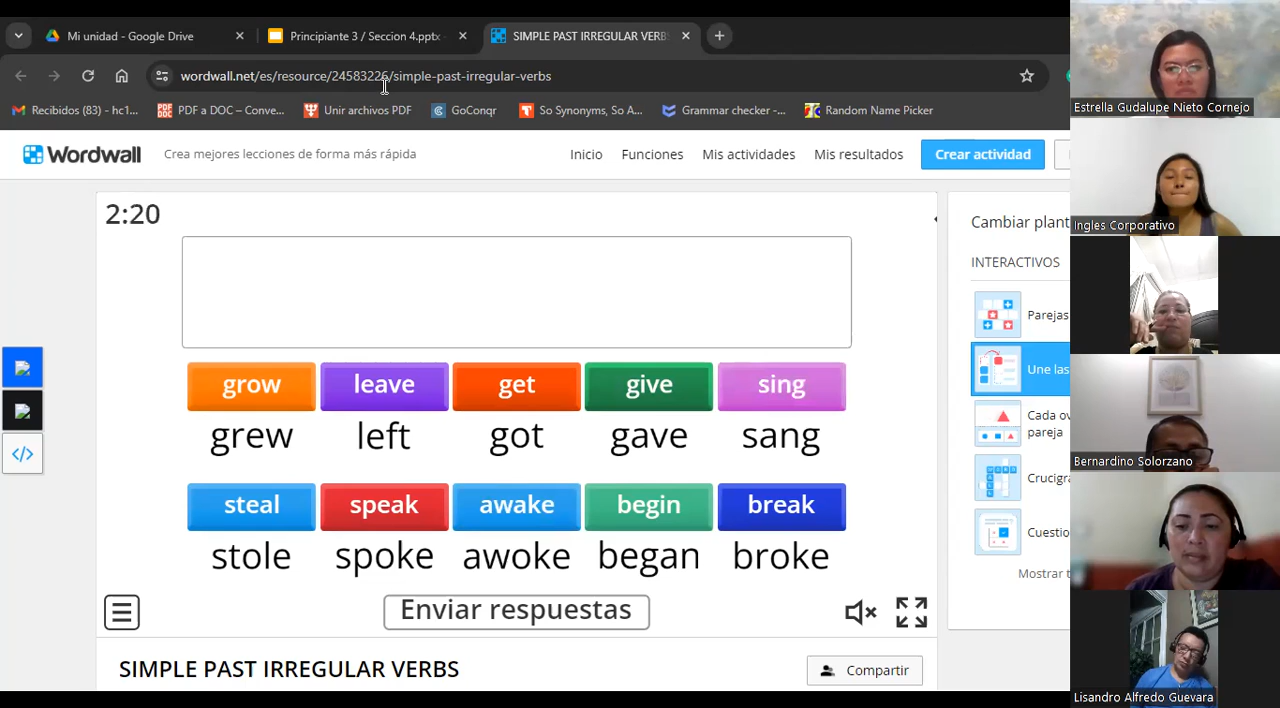 Mi unidad - Google Drive
Principiante 3 / Seccion 4.pptx
SIMPLE PAST IRREGULAR VERB
wordwall.net/es/resource/24583226/simple-past-irregular-verbs
Recibidos (83) - hc1...
PDF a DOC – Conve...
Unir archivos PDF
GoConqr
So Synonyms, So A...
Grammar checker -...
Random Name Picker
Wordwall
Crea mejores lecciones de forma más rápida
Inicio
Funciones
Mis actividades
Mis resultados
Crear actividad
2:20
grow
leave
get
give
sing
grew
left
got
gave
sang
steal
speak
awake
begin
break
stole
spoke
awoke
began
broke
Enviar respuestas
SIMPLE PAST IRREGULAR VERBS
Compartir
Cambiar plant
INTERACTIVOS
Parejas
Une las
Cada ov
pareja
Crucigra
Cuestio
Mostrar t
Estrella Gudalupe Nieto Cornejo
Ingles Corporativo
Bernardino Solorzano
Lisandro Alfredo Guevara